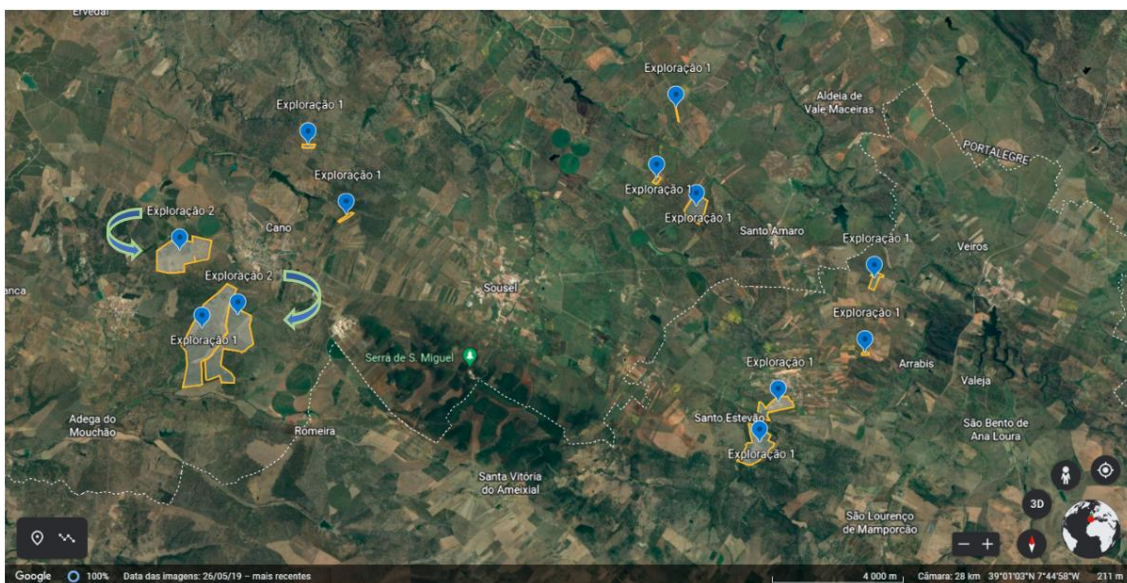 Ervedal
Exploração 1
Exploração 1
Aldeia de
Vale Maceiras
PORTALEGRE
Exploração 1
Exploração 1
Exploração 2
Cano
Exploração 1
Santo Amaro
Exploração 1
Veiros
Exploração 2
anca
Sousel
Exploração 1
Exploração 1
Serra de S. Miguel
Exploração 1
Arrabis
Valeja
Adega do
Mouchão
Romeira
Santo Estevão
São Bento de
Ana Loura
Exploração 1
Santa Vitória
do Ameixial
3D
São Lourenço
de Mamporcão
Google
100%
Data das imagens: 26/05/19 – mais recentes
4 000 m
Câmara: 28 km
39°01'03"N 7°44'58"W
211 m